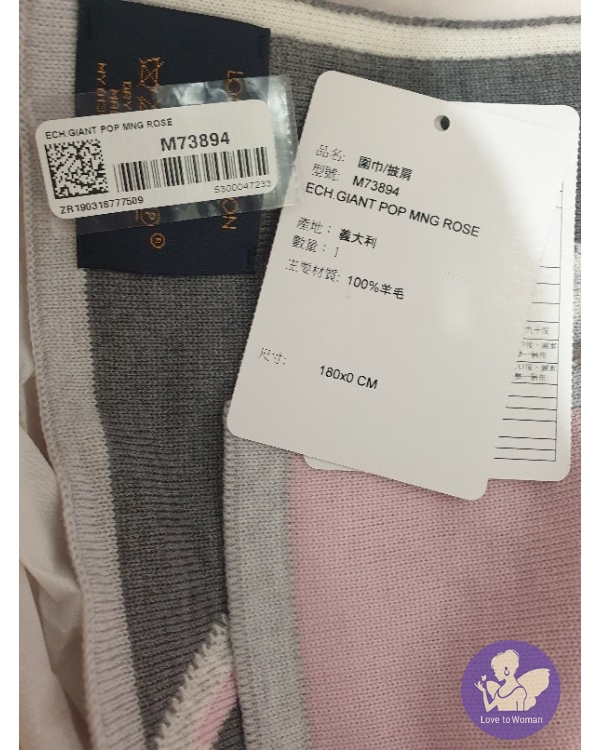 ECH.GIANT POP MNG ROSE
M73894
5300047233
ZR190318777509
品名: 圍巾/披肩
型號: M73894
ECH.GIANT POP MNG ROSE
產地: 義大利
數量: 1
主要材質: 100%羊毛
尺寸: 180x0 CM
Love to Woman